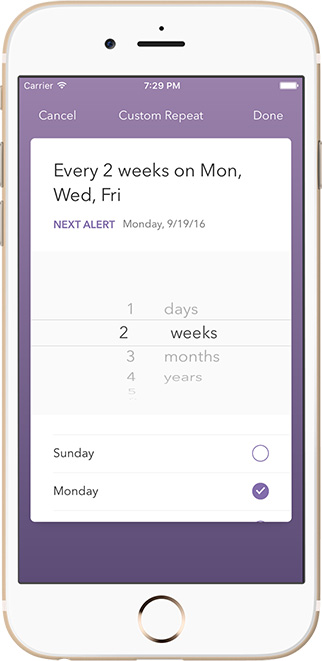 Carrier 7:29 PM
Cancel Custom Repeat Done
Every 2 weeks on Mon,
Wed, Fri
NEXT ALERT Monday, 9/19/16
1 days
2 weeks
3 months
4 years
5
Sunday
Monday